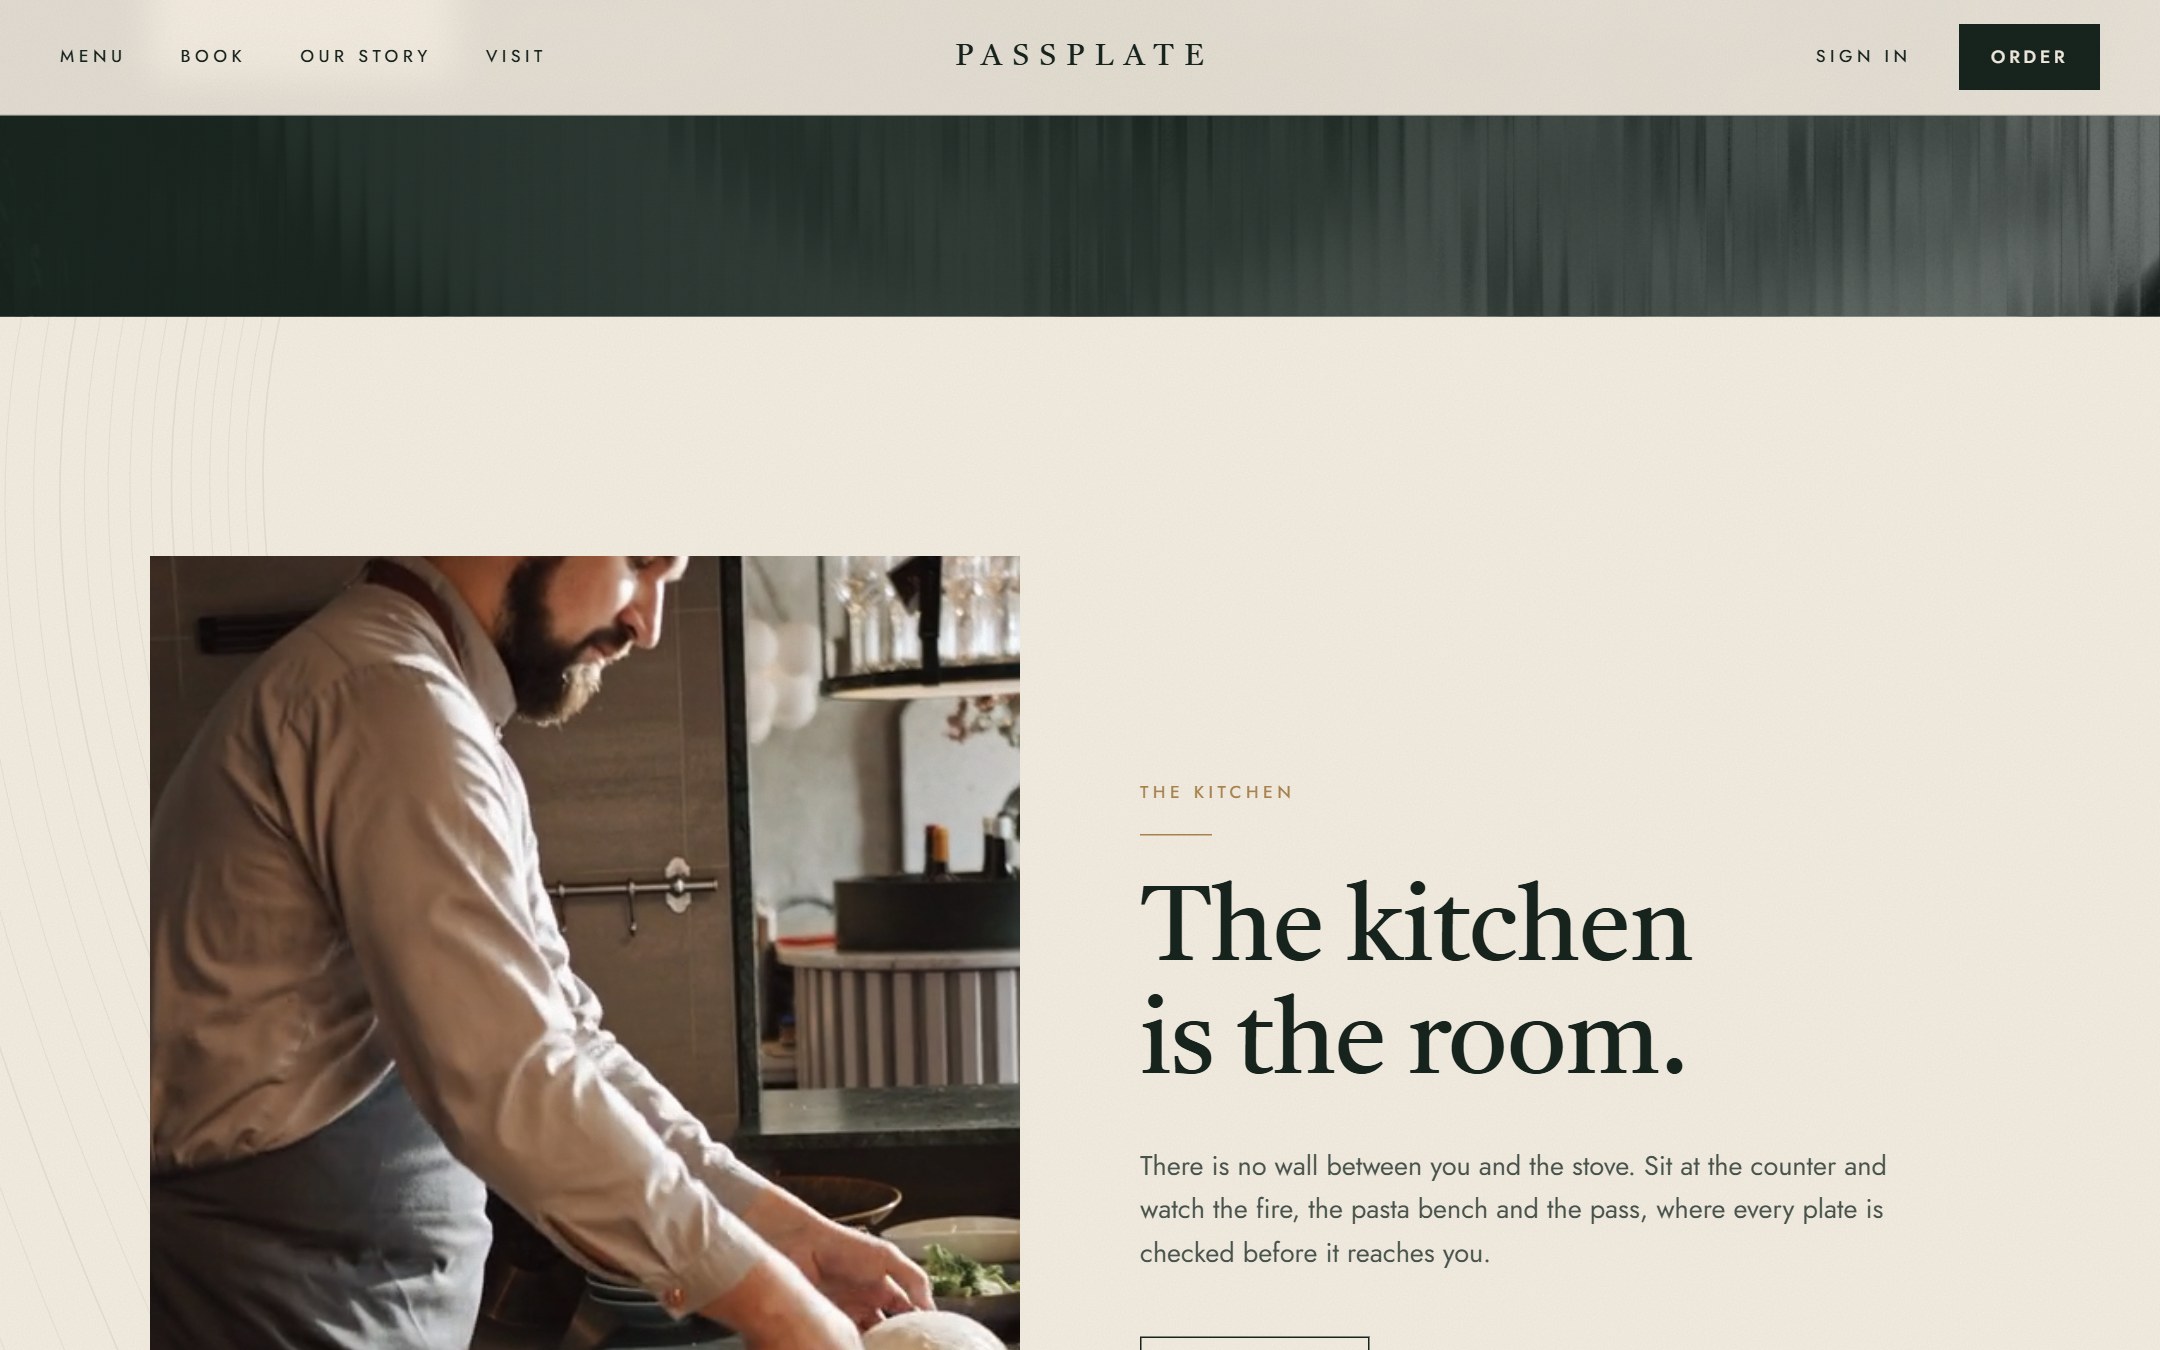 MENU BOOK OUR STORY VISIT PASSPLATE SIGN IN ORDER
THE KITCHEN
The kitchen
is the room.
There is no wall between you and the stove. Sit at the counter and
watch the fire, the pasta bench and the pass, where every plate is
checked before it reaches you.